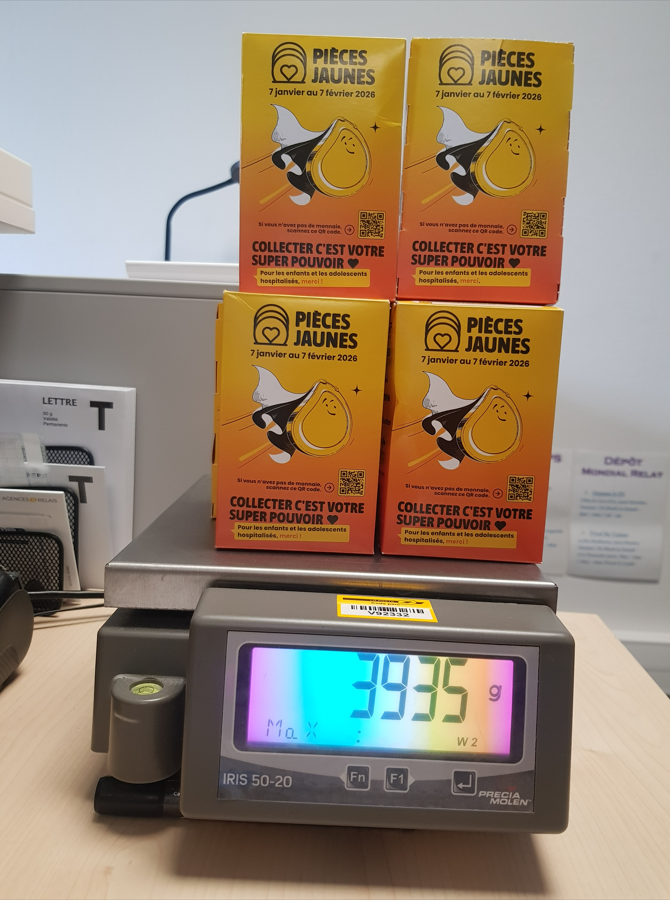 PIÈCES
JAUNES
7 janvier au 7 février 2026
Si vous n'avez pas de monnaie,
scannez ce QR code.
COLLECTER C'EST VOTRE
SUPER POUVOIR
Pour les enfants et les adolescents
hospitalisés, merci !
PIÈCES
JAUNES
7 janvier au 7 février 2026
Si vous n'avez pas de monnaie,
scannez ce QR code.
COLLECTER C'EST VOTRE
SUPER POUVOIR
Pour les enfants et les adolescents
hospitalisés, merci.
PIÈCES
JAUNES
7 janvier au 7 février 2026
Si vous n'avez pas de monnaie,
scannez ce QR code.
COLLECTER C'EST VOTRE
SUPER POUVOIR
Pour les enfants et les adolescents
hospitalisés, merci !
PIÈCES
JAUNES
7 janvier au 7 février 2026
Si vous n'avez pas de monnaie,
scannez ce QR code.
COLLECTER C'EST VOTRE
SUPER POUVOIR
Pour les enfants et les adolescents
hospitalisés, merci !
LETTRE T
T
DÉPÔT
MONDIAL RELAY
V92332
3935 g
Max :
W2
IRIS 50-20
Fn
F1
PRECIA
MOLEN